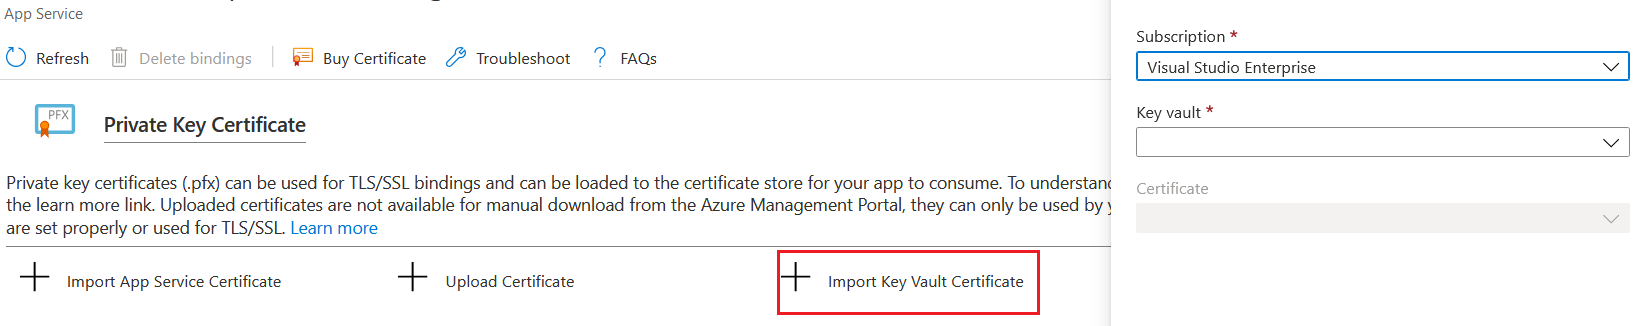 App Service
Refresh Delete bindings Buy Certificate Troubleshoot FAQs
PFX
Private Key Certificate
Private key certificates (.pfx) can be used for TLS/SSL bindings and can be loaded to the certificate store for your app to consume. To understand
the learn more link. Uploaded certificates are not available for manual download from the Azure Management Portal, they can only be used by
are set properly or used for TLS/SSL. Learn more
Import App Service Certificate Upload Certificate Import Key Vault Certificate
Subscription *
Visual Studio Enterprise
Key vault *
Certificate